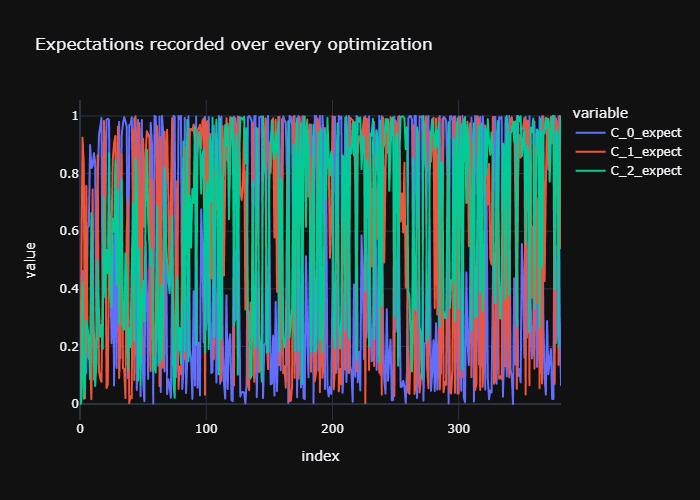 Expectations recorded over every optimization
variable
C_0_expect
C_1_expect
C_2_expect
value
1
0.8
0.6
0.4
0.2
0
0 100 200 300
index